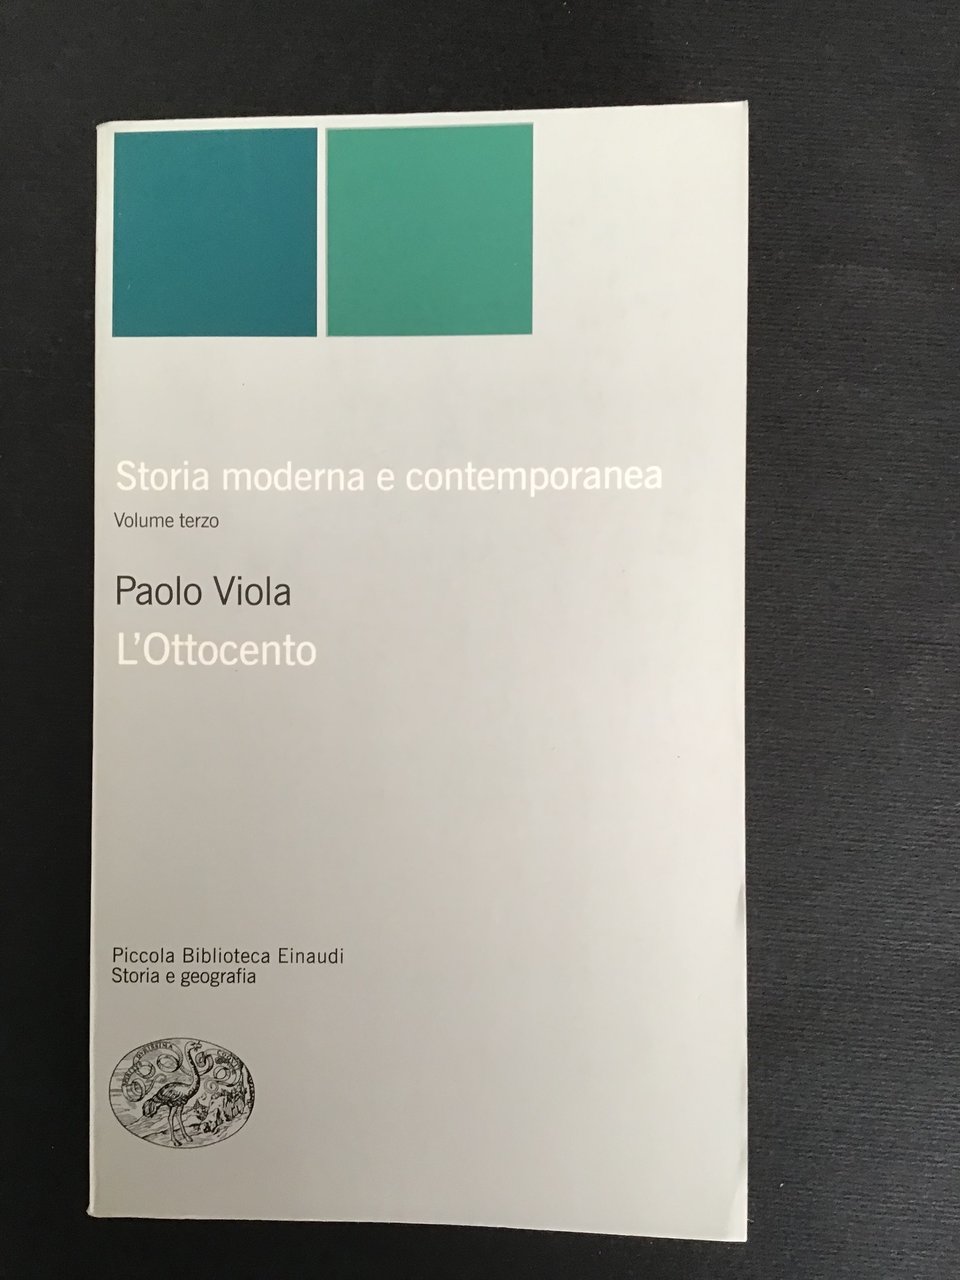 Storia moderna e contemporanea
Volume terzo
Paolo Viola
L'Ottocento
Piccola Biblioteca Einaudi
Storia e geografia